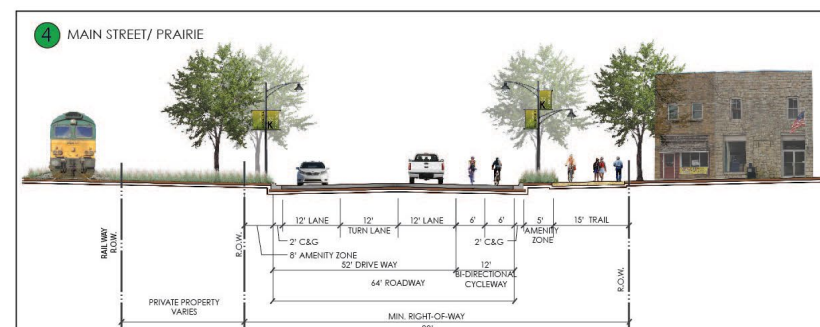 4 MAIN STREET/ PRAIRIE
K
K
12' LANE
12'
TURN LANE
12' LANE
6'
6'
5'
AMENITY
ZONE
15' TRAIL
2' C&G
2' C&G
8' AMENITY ZONE
52' DRIVE WAY
12'
BI-DIRECTIONAL
CYCLEWAY
64' ROADWAY
RAIL WAY
R.O.W.
R.O.W.
R.O.W.
PRIVATE PROPERTY
VARIES
MIN. RIGHT-OF-WAY